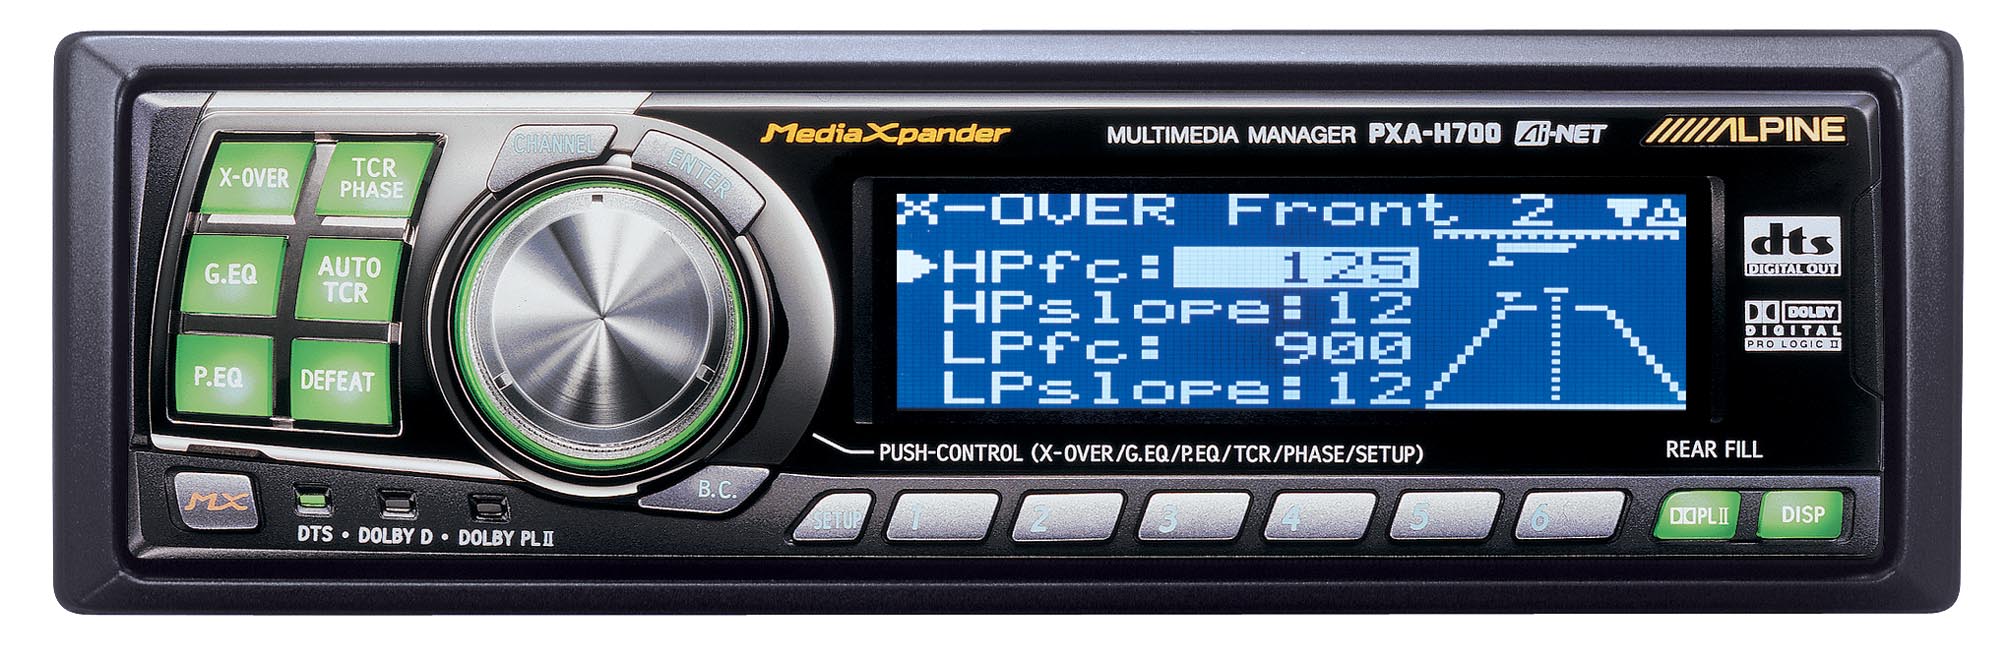 MediaXpander
MULTIMEDIA MANAGER PXA-H700 Ai-NET
ALPINE
CHANNEL
ENTER
X-OVER
TCR PHASE
G.EQ
AUTO TCR
P.EQ
DEFEAT
X-OVER Front 2
HPfc: 125
HPslope:12
LPfc: 900
LPslope:12
dts
DIGITAL OUT
DOLBY
DIGITAL
PRO LOGIC II
PUSH-CONTROL (X-OVER/G.EQ/P.EQ/TCR/PHASE/SETUP)
REAR FILL
MX
DTS • DOLBY D • DOLBY PL II
B.C.
SETUP 1 2 3 4 5 6
PL II
DISP